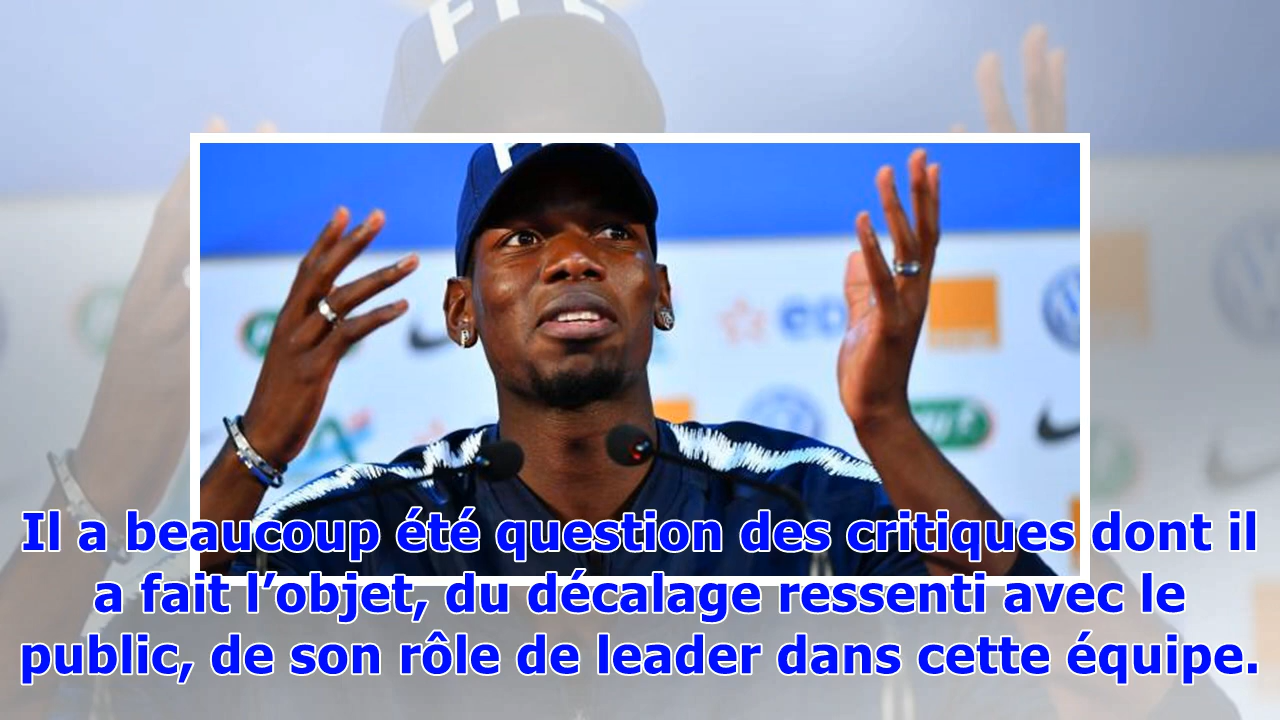 FFF
Il a beaucoup été question des critiques dont il
a fait l’objet, du décalage ressenti avec le
public, de son rôle de leader dans cette équipe.